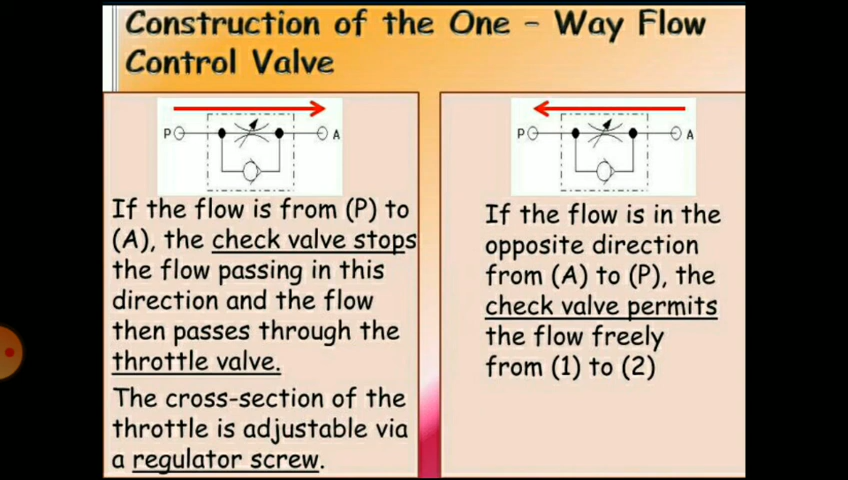 Construction of the One - Way Flow
Control Valve
P
A
If the flow is from (P) to
(A), the check valve stops
the flow passing in this
direction and the flow
then passes through the
throttle valve.
The cross-section of the
throttle is adjustable via
a regulator screw.
P
A
If the flow is in the
opposite direction
from (A) to (P), the
check valve permits
the flow freely
from (1) to (2)